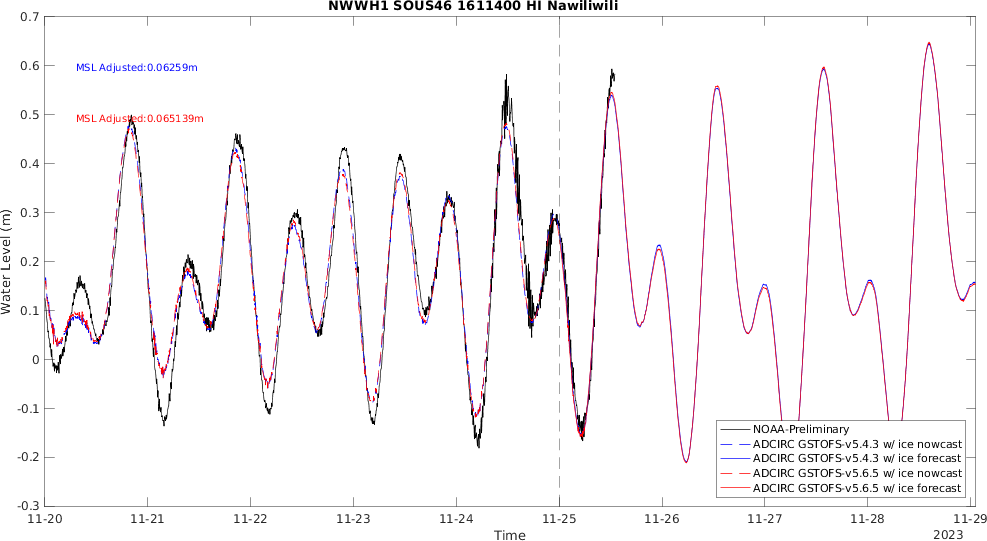 NWWH1 SOUS46 1611400 HI Nawiliwili
0.7
0.6
0.5
0.4
0.3
0.2
0.1
0
-0.1
-0.2
-0.3
Water Level (m)
MSL Adjusted:0.06259m
MSL Adjusted:0.065139m
NOAA-Preliminary
ADCIRC GSTOFS-v5.4.3 w/ ice nowcast
ADCIRC GSTOFS-v5.4.3 w/ ice forecast
ADCIRC GSTOFS-v5.6.5 w/ ice nowcast
ADCIRC GSTOFS-v5.6.5 w/ ice forecast
11-20 11-21 11-22 11-23 11-24 11-25 11-26 11-27 11-28 11-29
Time
2023